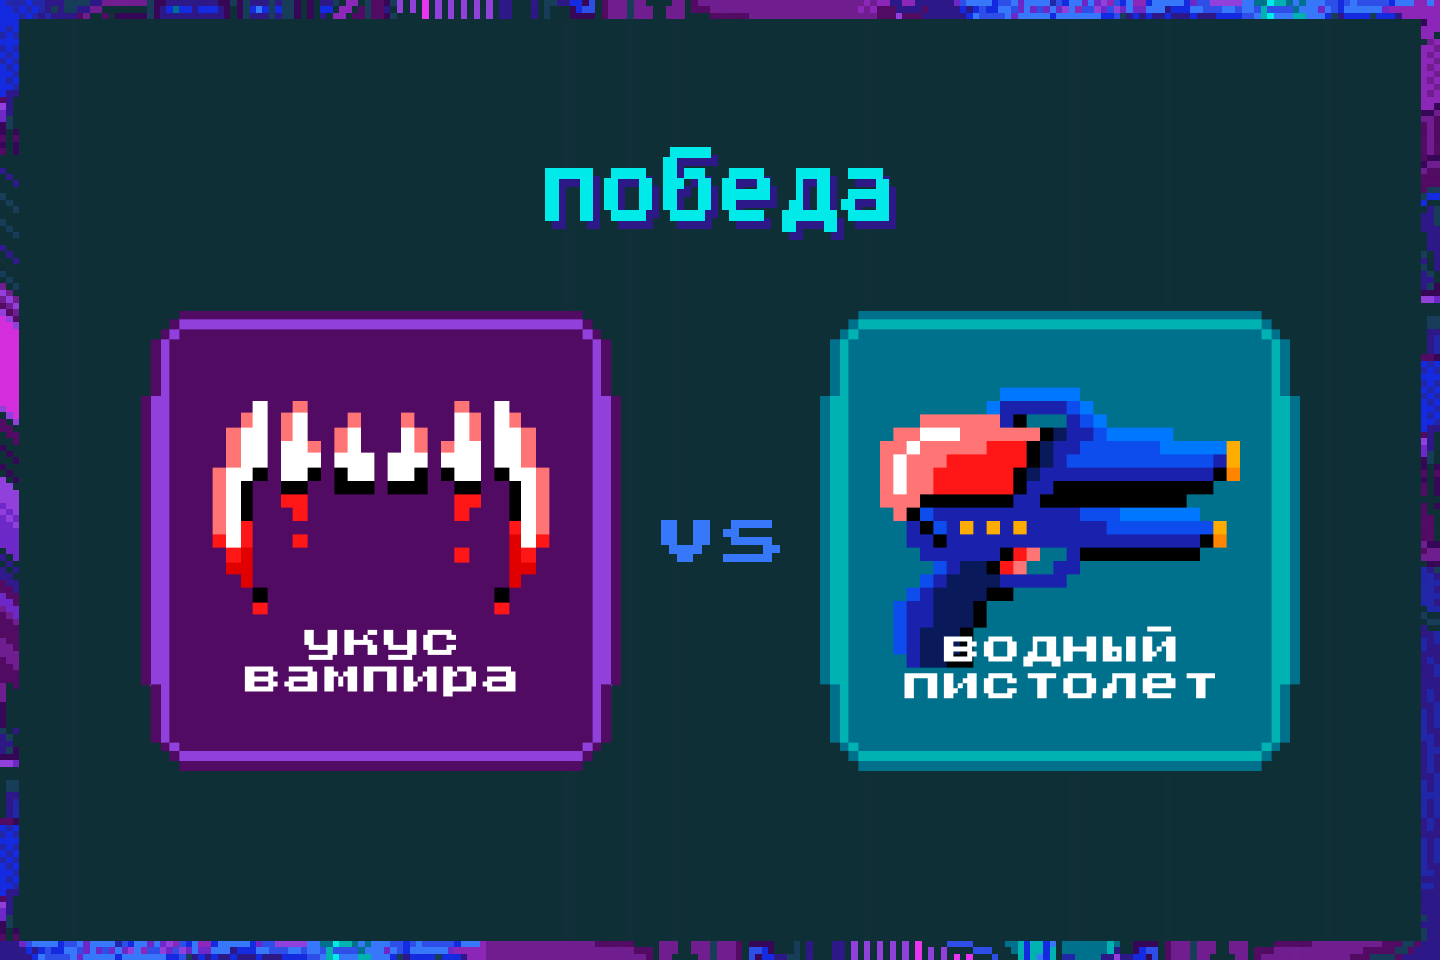 победа
укус
вампира
vs
водный
пистолет